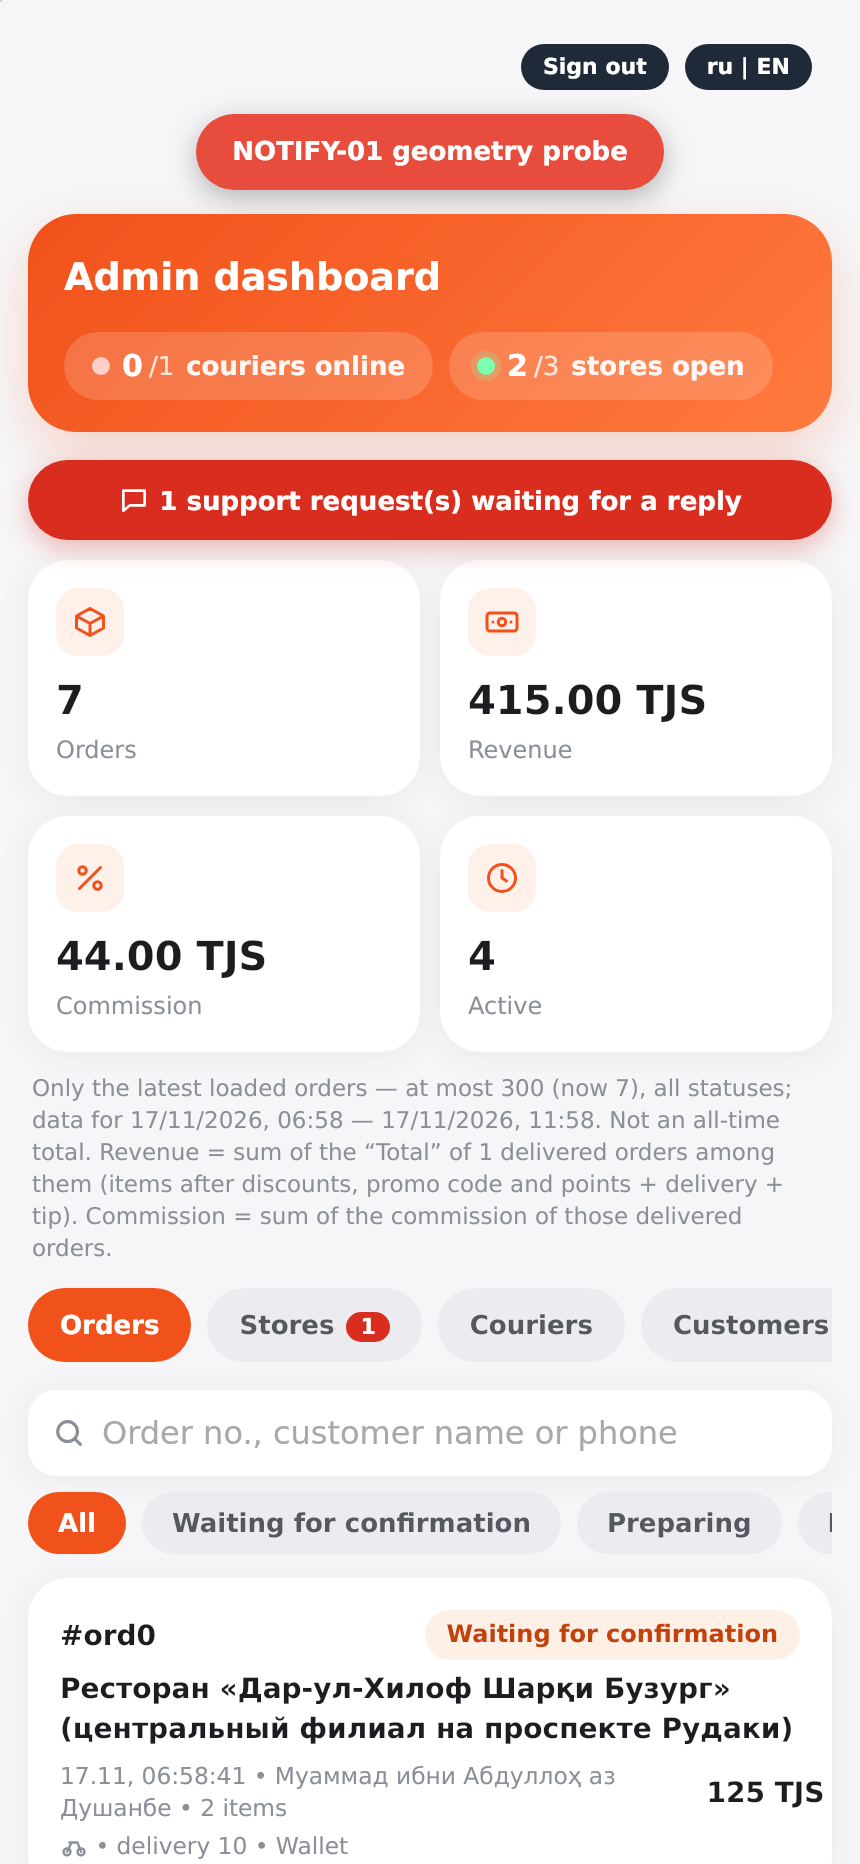 Sign out
ru | EN
NOTIFY-01 geometry probe
Admin dashboard
0 /1 couriers online
2 /3 stores open
1 support request(s) waiting for a reply
7
Orders
415.00 TJS
Revenue
44.00 TJS
Commission
4
Active
Only the latest loaded orders — at most 300 (now 7), all statuses;
data for 17/11/2026, 06:58 — 17/11/2026, 11:58. Not an all-time
total. Revenue = sum of the “Total” of 1 delivered orders among
them (items after discounts, promo code and points + delivery +
tip). Commission = sum of the commission of those delivered
orders.
Orders
Stores 1
Couriers
Customers
Order no., customer name or phone
All
Waiting for confirmation
Preparing
#ord0
Waiting for confirmation
Ресторан «Дар-ул-Хилоф Шарқи Бузург»
(центральный филиал на проспекте Рудаки)
17.11, 06:58:41 • Муаммад ибни Абдуллоҳ аз
Душанбе • 2 items
125 TJS
• delivery 10 • Wallet